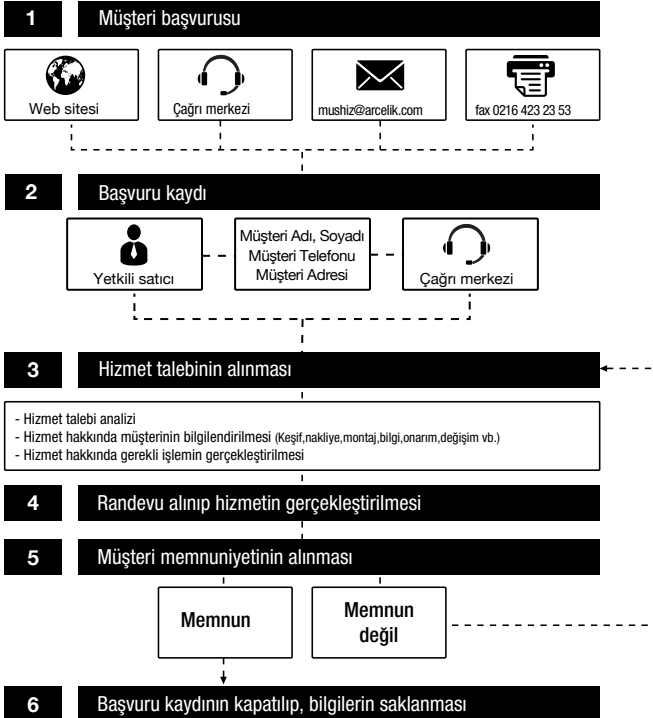 1 Müşteri başvurusu
Web sitesi
Çağrı merkezi
mushiz@arcelik.com
fax 0216 423 23 53
2 Başvuru kaydı
Yetkili satıcı
Müşteri Adı, Soyadı
Müşteri Telefonu
Müşteri Adresi
Çağrı merkezi
3 Hizmet talebinin alınması
- Hizmet talebi analizi
- Hizmet hakkında müşterinin bilgilendirilmesi (Keşif,nakliye,montaj,bilgi,onarım,değişim vb.)
- Hizmet hakkında gerekli işlemin gerçekleştirilmesi
4 Randevu alınıp hizmetin gerçekleştirilmesi
5 Müşteri memnuniyetinin alınması
Memnun
Memnun
değil
6 Başvuru kaydının kapatılıp, bilgilerin saklanması